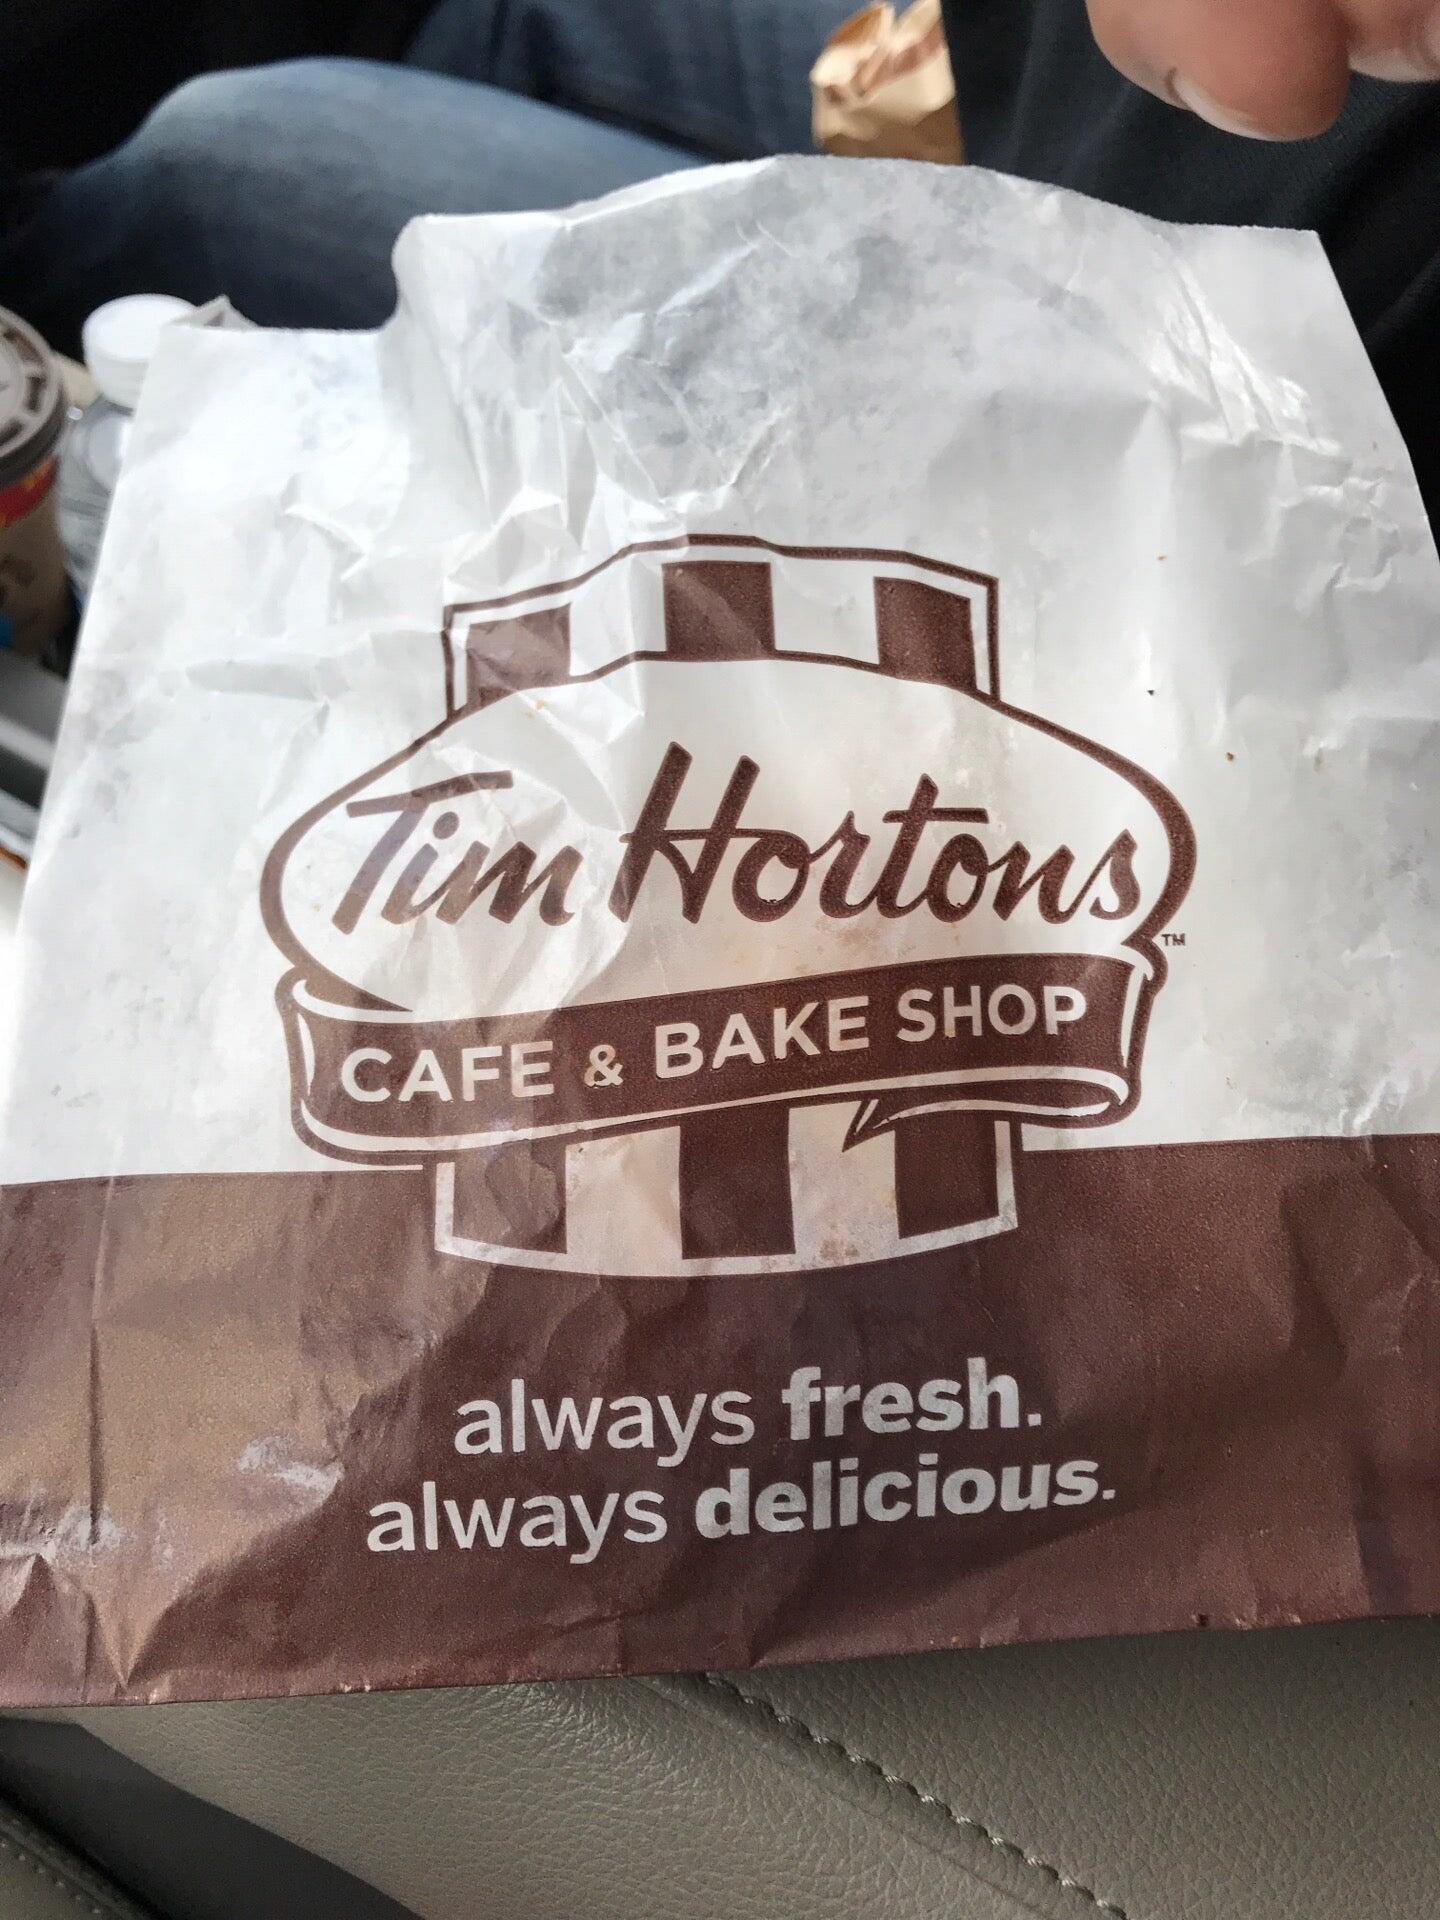 Tim Hortons
TM
CAFE & BAKE SHOP
always fresh.
always delicious.